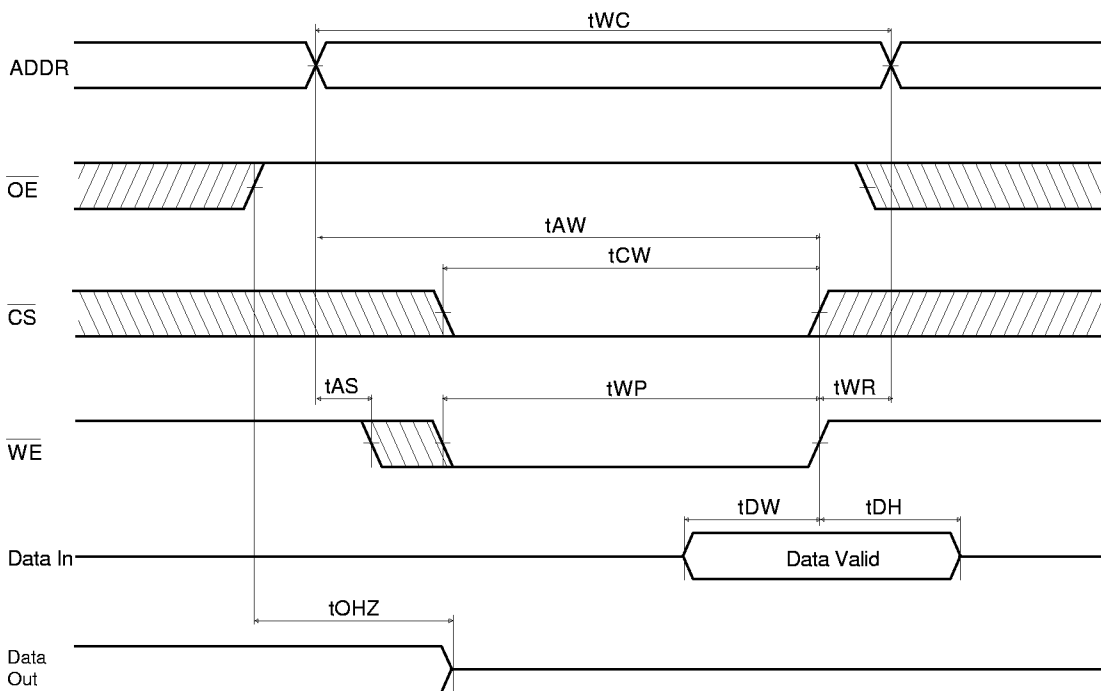 tWC
ADDR
OE
tAW
tCW
CS
tAS
tWP
tWR
WE
tDW
tDH
Data In
Data Valid
tOHZ
Data
Out